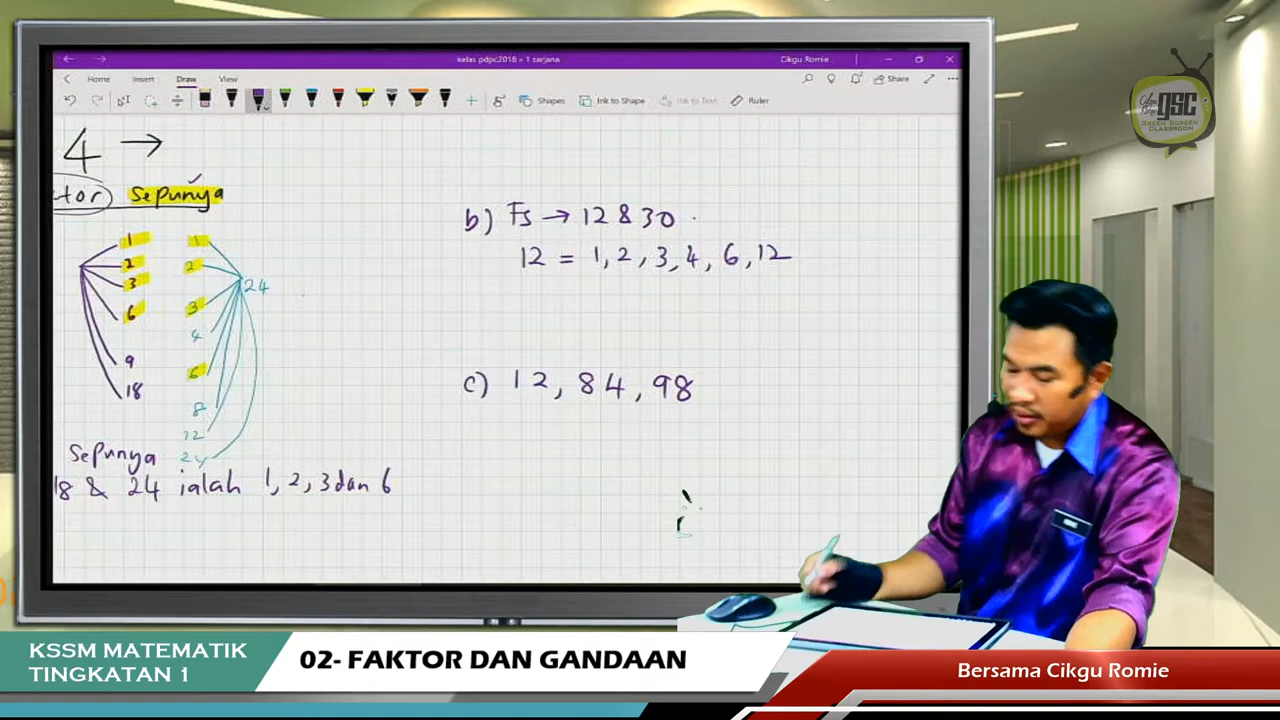 kelas pdpc2018 » 1 sarjana
Cikgu Romie
Home Insert Draw View
Share
Shapes Ink to Shape Ink to Text Ruler
4 →
tor) Sepunya
1
2
3
6
9
18
1
2
3
4
6
8
12
24
24
Sepunya
18 & 24 ialah 1, 2, 3 dan 6
b) Fs → 12 & 30
12 = 1, 2, 3, 4, 6, 12
c) 12, 84, 98
gsc
GREEN SCREEN
CLASSROOM
KSSM MATEMATIK
TINGKATAN 1
02- FAKTOR DAN GANDAAN
Bersama Cikgu Romie